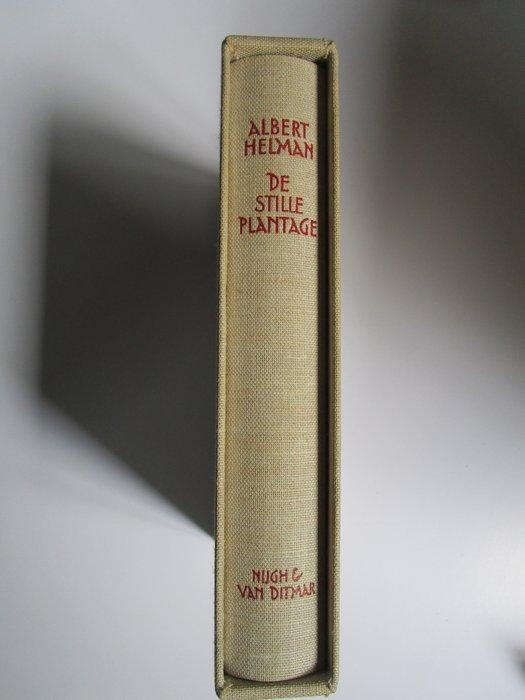 ALBERT
HELMAN
DE
STILLE
PLANTAGE
NIJGH &
VAN DITMAR